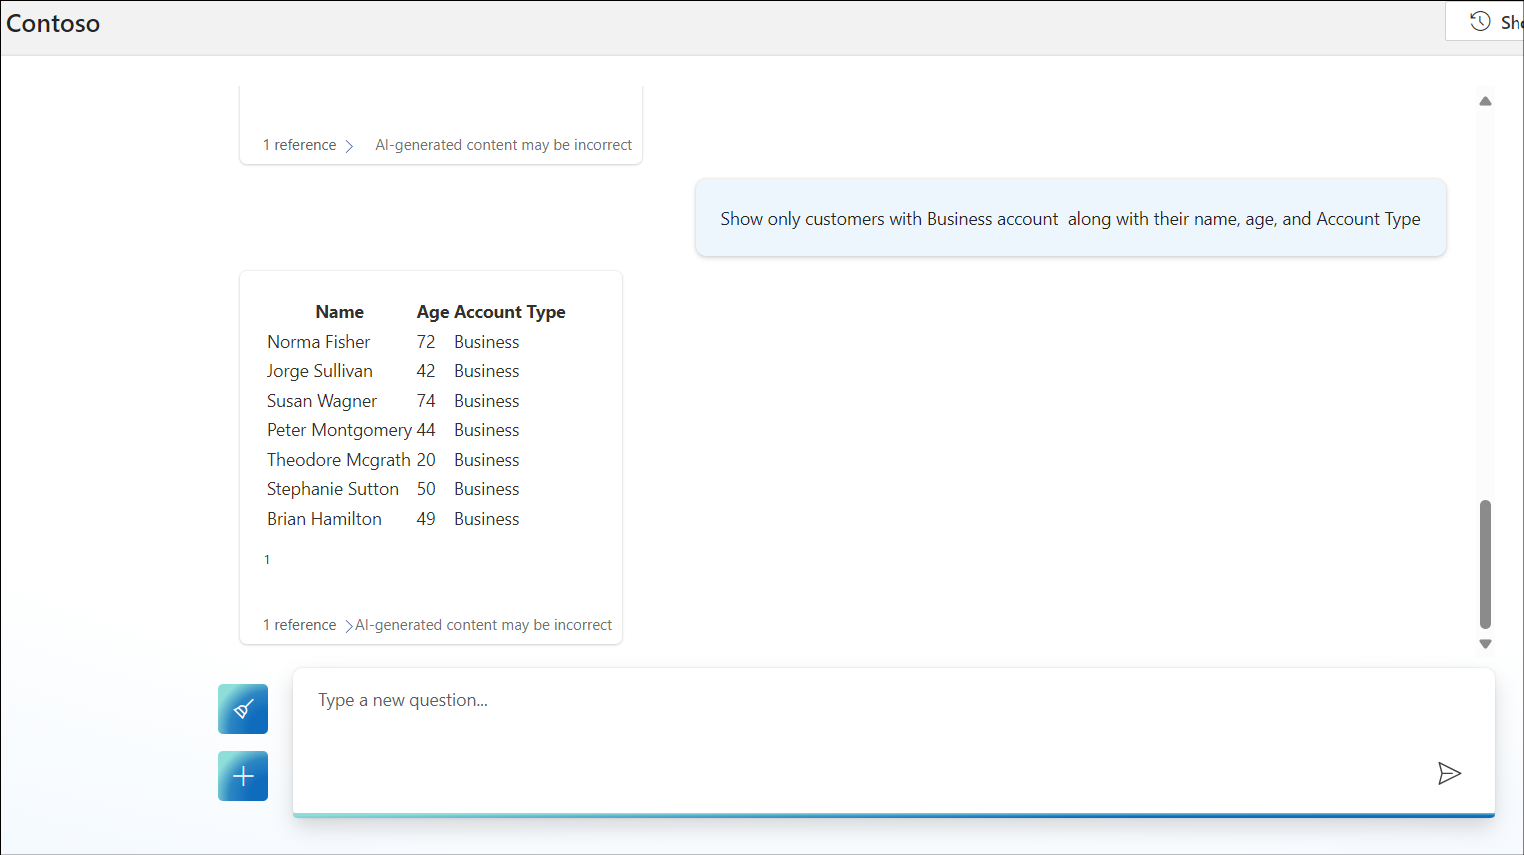 Contoso
1 reference AI-generated content may be incorrect
Show only customers with Business account  along with their name, age, and Account Type
Name Age Account Type
Norma Fisher 72 Business
Jorge Sullivan 42 Business
Susan Wagner 74 Business
Peter Montgomery 44 Business
Theodore Mcgrath 20 Business
Stephanie Sutton 50 Business
Brian Hamilton 49 Business
1
1 reference AI-generated content may be incorrect
Type a new question...